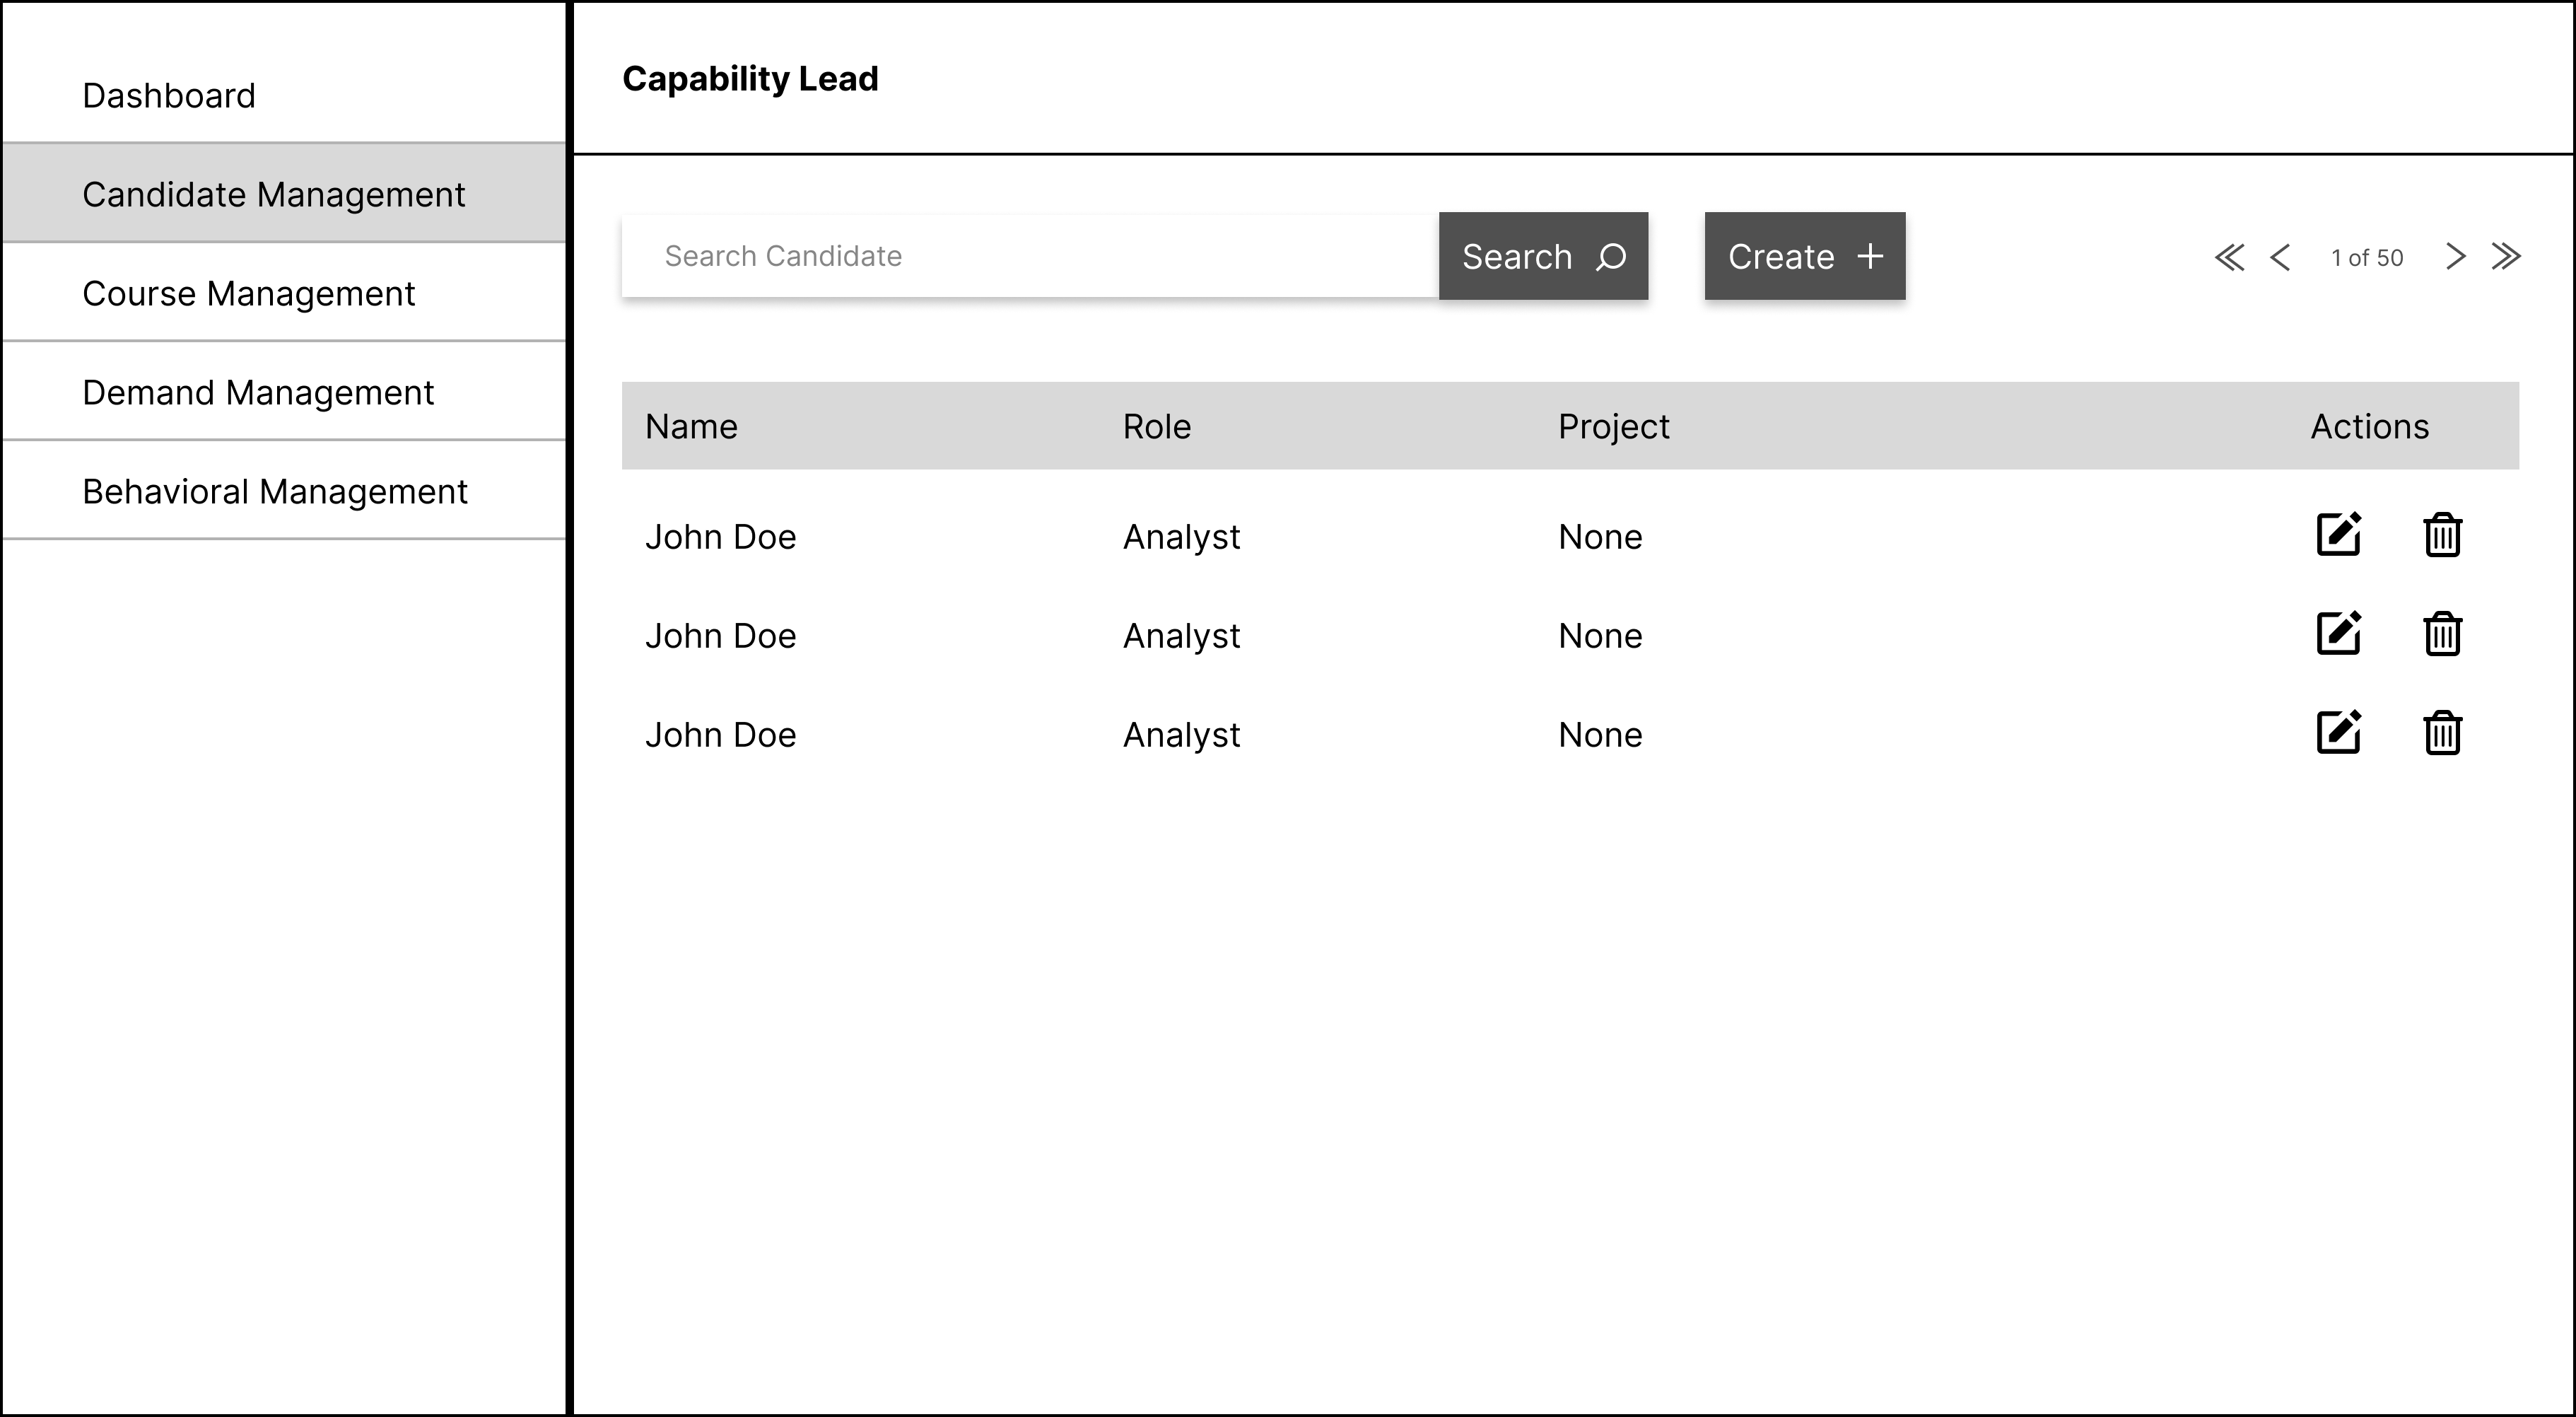 Dashboard
Candidate Management
Course Management
Demand Management
Behavioral Management
Capability Lead
Search Candidate Search Create 1 of 50
Name Role Project Actions
John Doe Analyst None
John Doe Analyst None
John Doe Analyst None